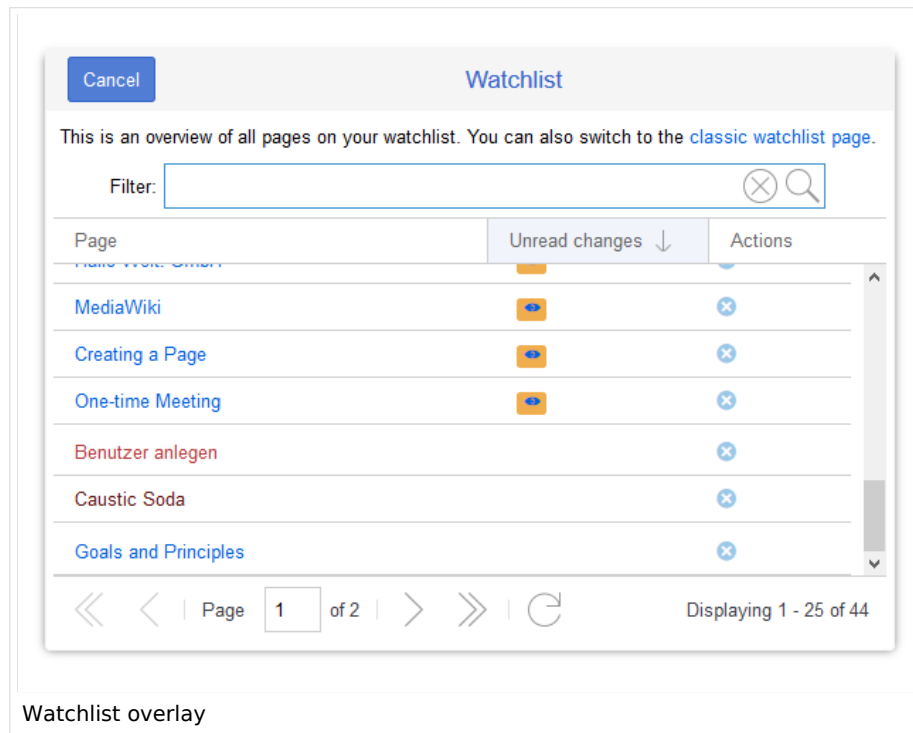 Cancel
Watchlist
This is an overview of all pages on your watchlist. You can also switch to the classic watchlist page.
Filter:
Page Unread changes Actions
MediaWiki
Creating a Page
One-time Meeting
Benutzer anlegen
Caustic Soda
Goals and Principles
Page 1 of 2 Displaying 1 - 25 of 44
Watchlist overlay